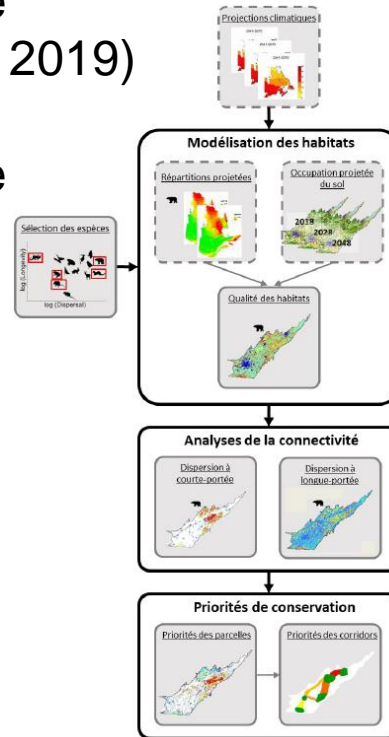 e
2019)
e
Projections climatiques
Modélisation des habitats
Répartitions projetées
Occupation projetée
du sol
2018
2028
2048
Sélection des espèces
log (Longevity)
log (Dispersal)
Qualité des habitats
Analyses de la connectivité
Dispersion à
courte-portée
Dispersion à
longue-portée
Priorités de conservation
Priorités des parcelles
Priorités des corridors